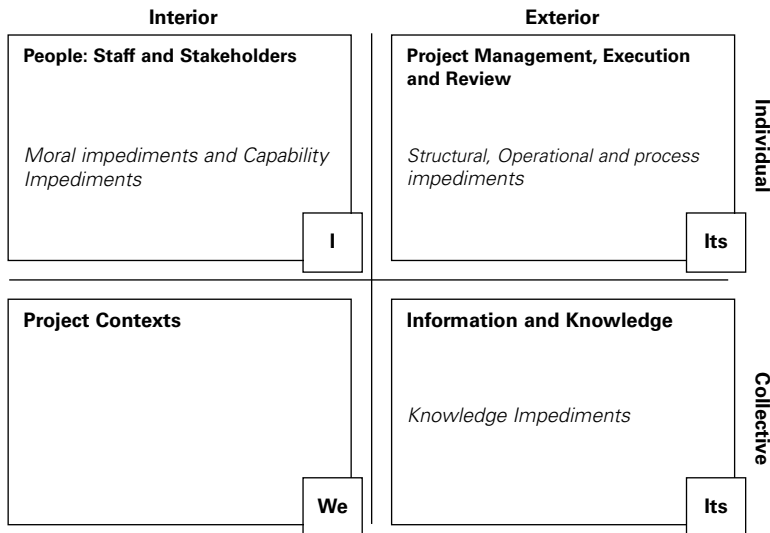 Interior
Exterior
People: Staff and Stakeholders
Moral impediments and Capability
Impediments
I
Project Management, Execution
and Review
Structural, Operational and process
impediments
Its
Individual
Project Contexts
We
Information and Knowledge
Knowledge Impediments
Its
Collective